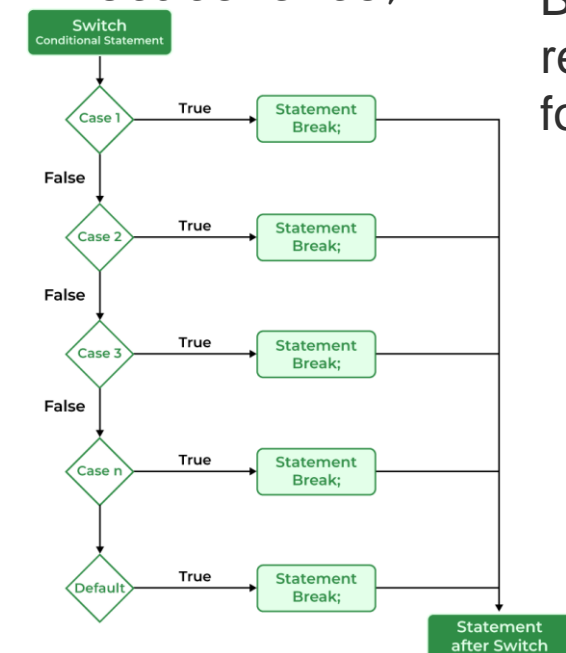 Switch
Conditional Statement
Case 1
True
Statement
Break;
False
Case 2
True
Statement
Break;
False
Case 3
True
Statement
Break;
False
Case n
True
Statement
Break;
Default
True
Statement
Break;
Statement
after Switch